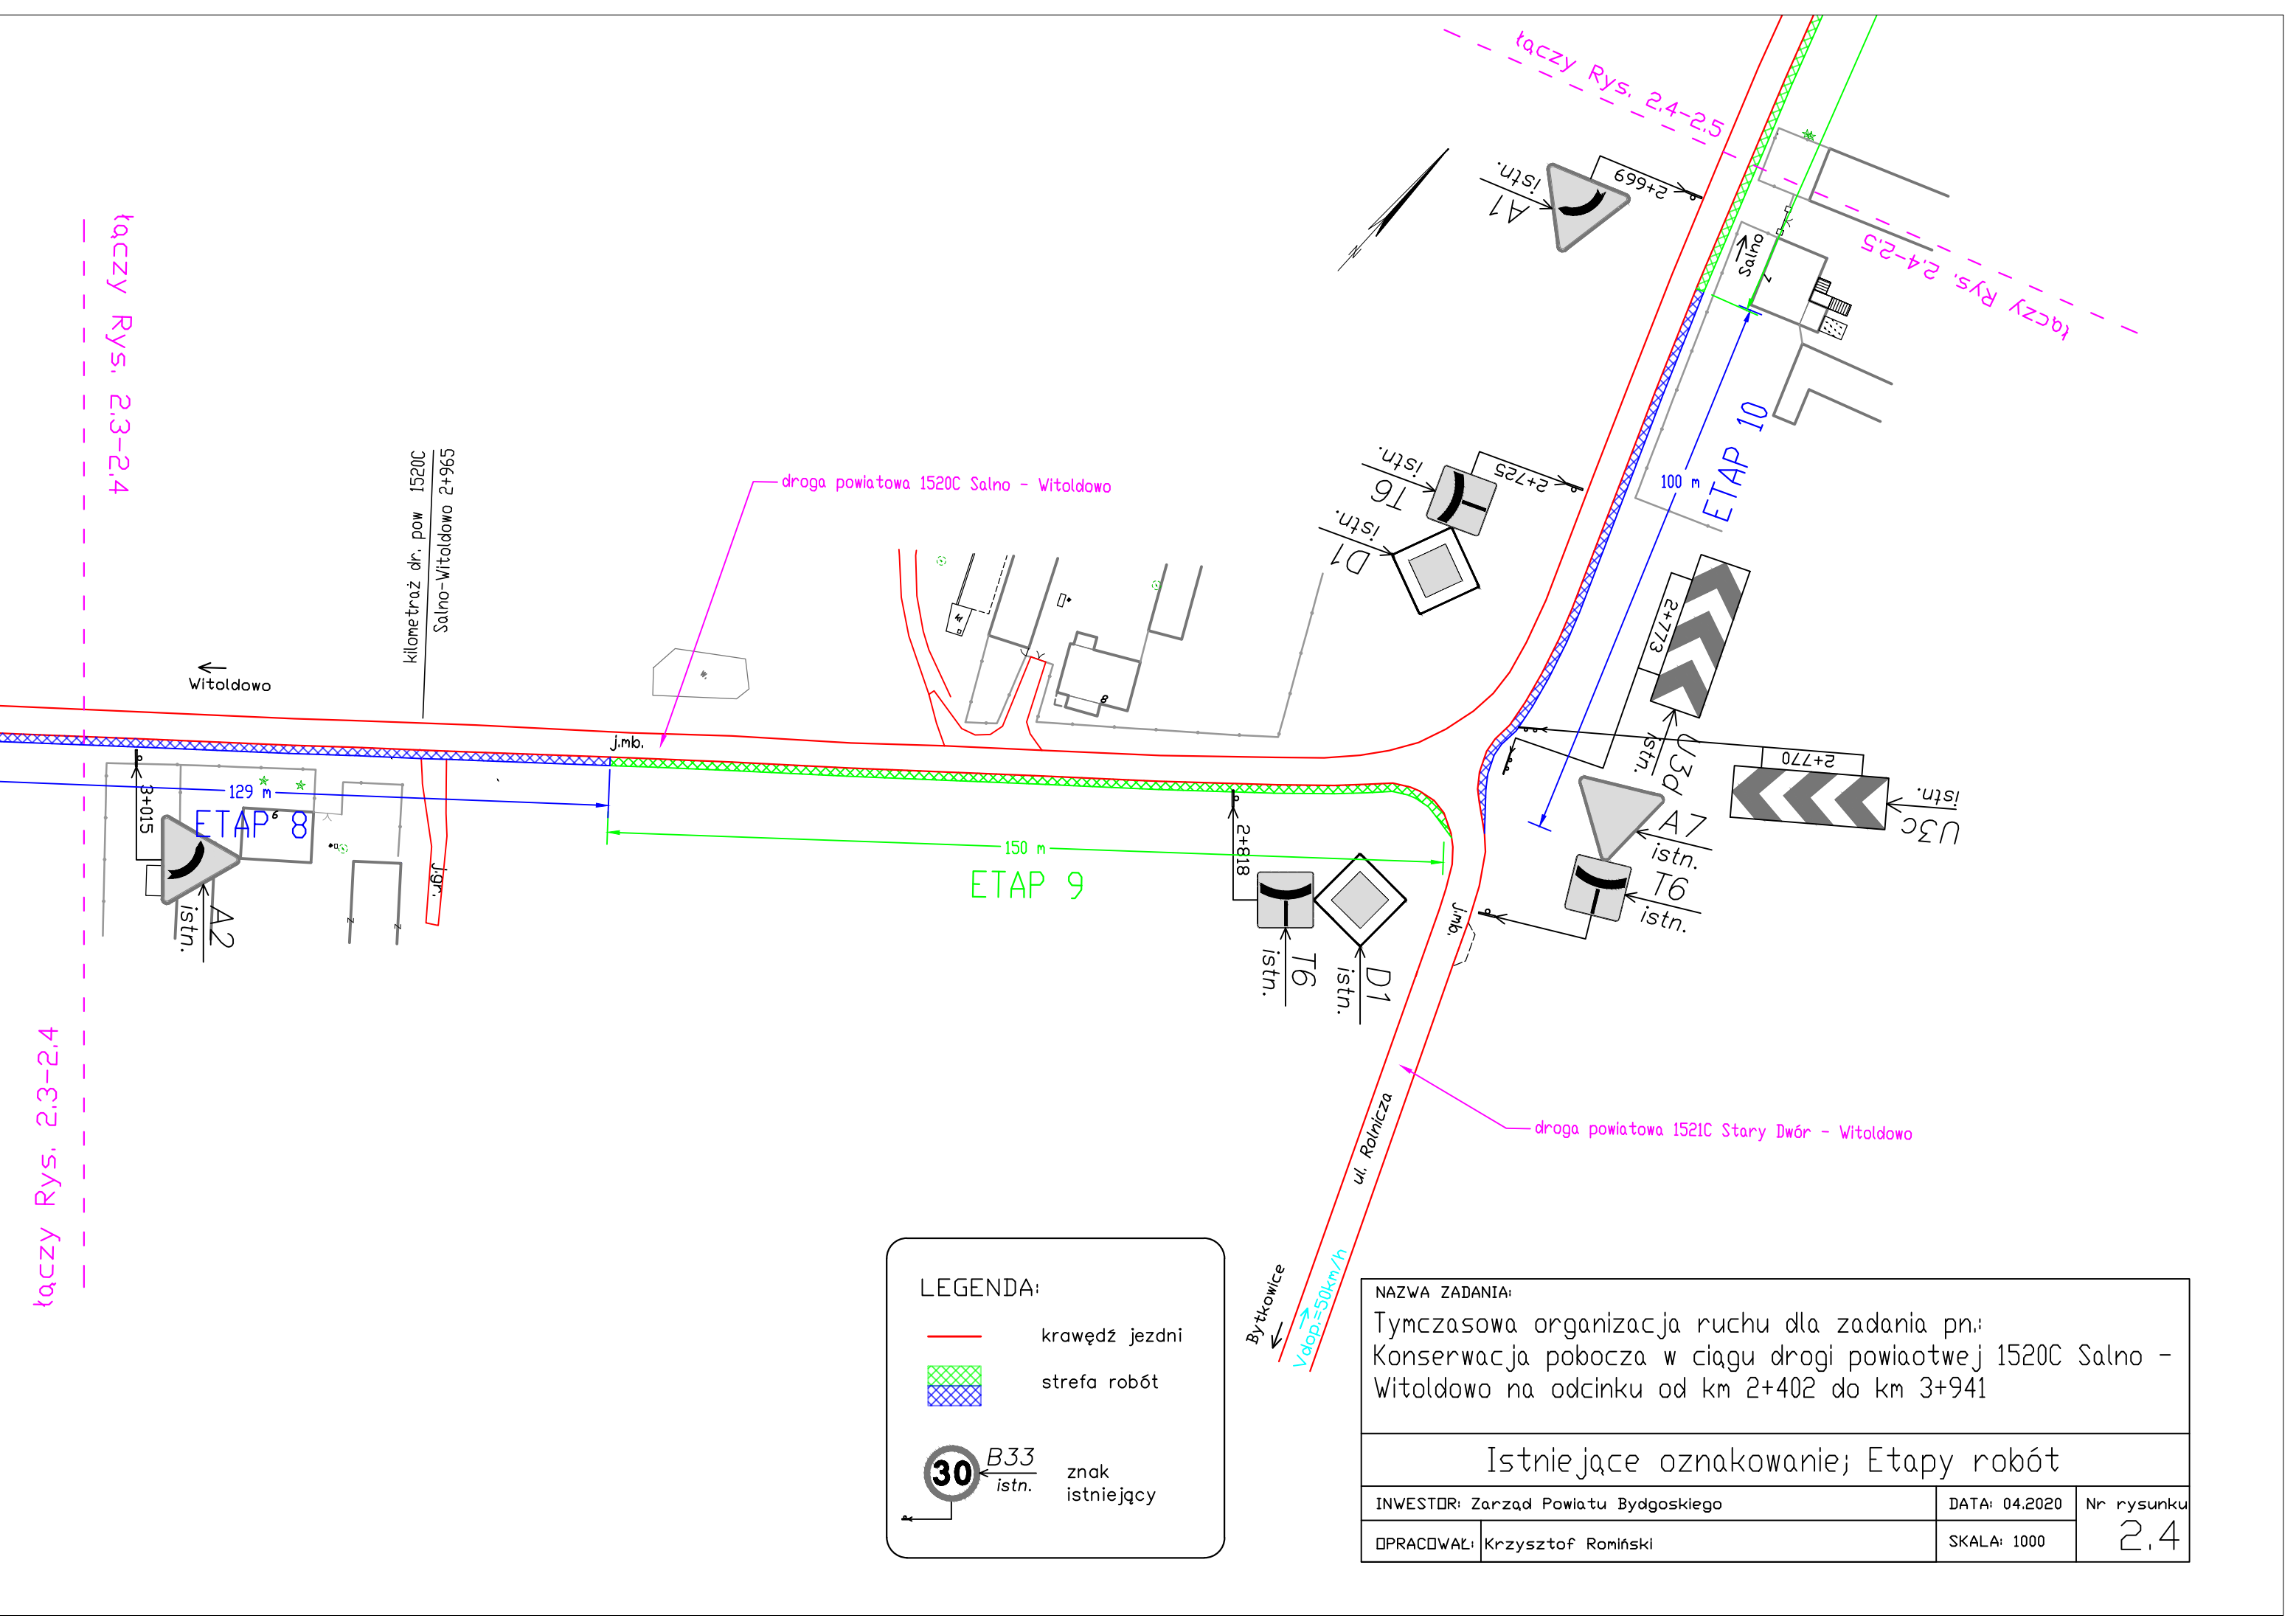 łączy Rys. 2.4-2.5
łączy Rys. 2.4-2.5
łączy Rys. 2.3-2.4
łączy Rys. 2.3-2.4
A1
istn.
2+669
N
Salno
z
ETAP 10
100 m
T6
istn.
D1
istn.
2+725
droga powiatowa 1520C Salno - Witoldowo
kilometraż dr. pow 1520C
Salno-Witoldowo 2+965
Witoldowo
w.
8
2+773
U3d
istn.
2+770
U3c
istn.
j.mb.
129 m
ETAP 8
6
3+015
A2
istn.
j.gr.
z
z
150 m
ETAP 9
2+818
T6
istn.
D1
istn.
A7
istn.
T6
istn.
j.mb.
droga powiatowa 1521C Stary Dwór - Witoldowo
ul. Rolnicza
Bytkowice
Vdop.=50km/h
LEGENDA:
krawędź jezdni
strefa robót
30
B33
istn.
znak
istniejący
NAZWA ZADANIA:
Tymczasowa organizacja ruchu dla zadania pn.:
Konserwacja pobocza w ciągu drogi powiaotwej 1520C Salno -
Witoldowo na odcinku od km 2+402 do km 3+941
Istniejące oznakowanie; Etapy robót
INWESTOR: Zarząd Powiatu Bydgoskiego
DATA: 04.2020
Nr rysunku
2.4
OPRACOWAŁ: Krzysztof Romiński
SKALA: 1000